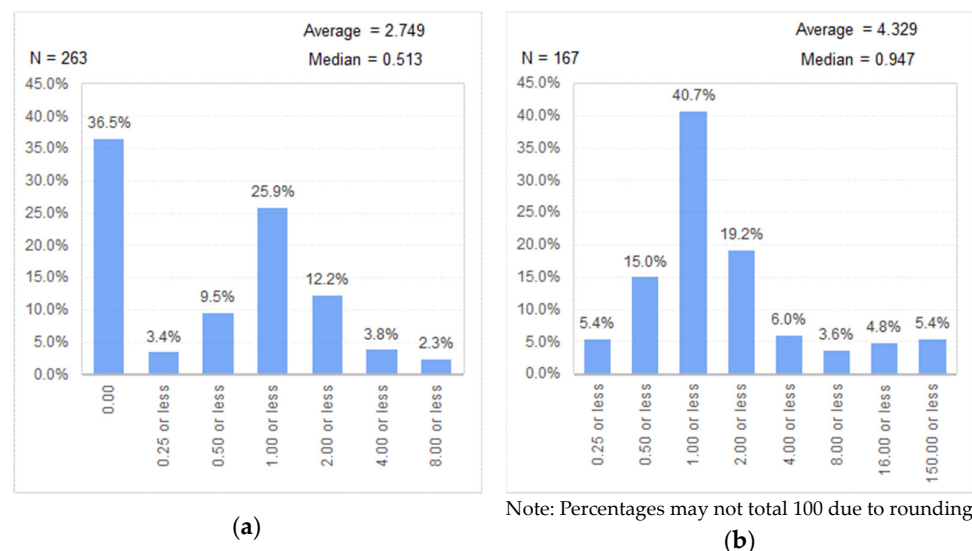 Average = 2.749
N = 263
Median = 0.513
45.0%
40.0%
35.0%
30.0%
25.0%
20.0%
15.0%
10.0%
5.0%
0.0%
36.5%
3.4%
9.5%
25.9%
12.2%
3.8%
2.3%
0.00
0.25 or less
0.50 or less
1.00 or less
2.00 or less
4.00 or less
8.00 or less
(a)
Average = 4.329
N = 167
Median = 0.947
45.0%
40.0%
35.0%
30.0%
25.0%
20.0%
15.0%
10.0%
5.0%
0.0%
5.4%
15.0%
40.7%
19.2%
6.0%
3.6%
4.8%
5.4%
0.25 or less
0.50 or less
1.00 or less
2.00 or less
4.00 or less
8.00 or less
16.00 or less
150.00 or less
Note: Percentages may not total 100 due to rounding
(b)